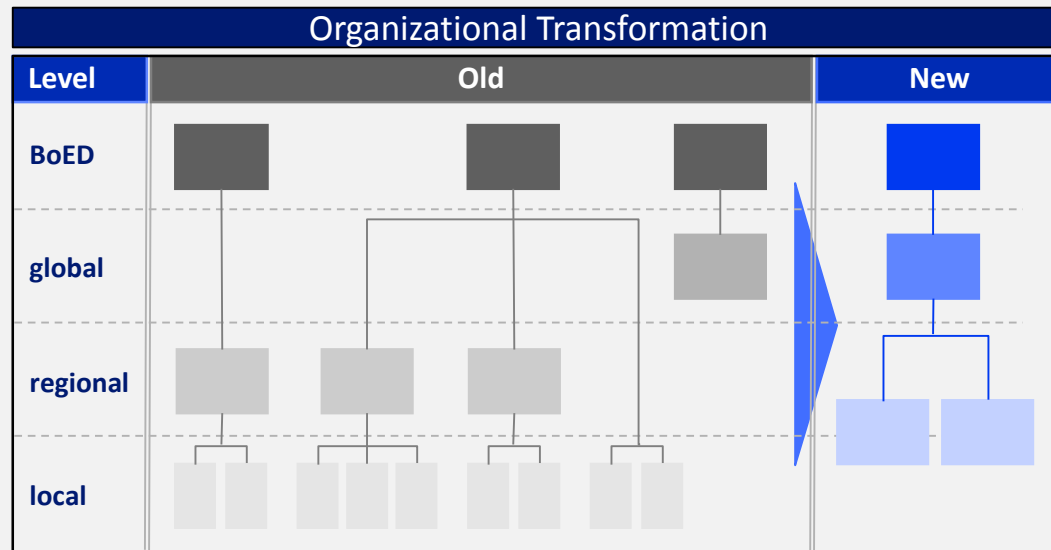 Organizational Transformation
Level Old New
BoED
global
regional
local